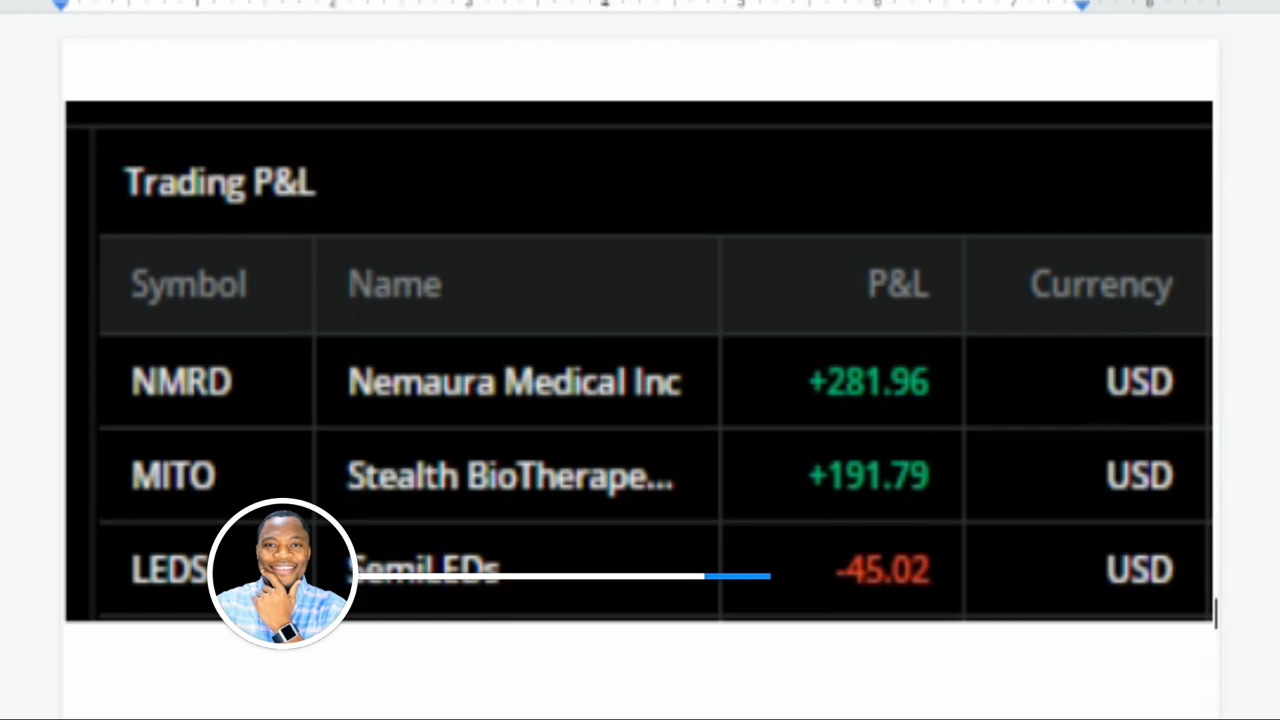 Trading P&L
Symbol Name P&L Currency
NMRD Nemaura Medical Inc +281.96 USD
MITO Stealth BioTherape... +191.79 USD
LEDS SemiLEDs -45.02 USD